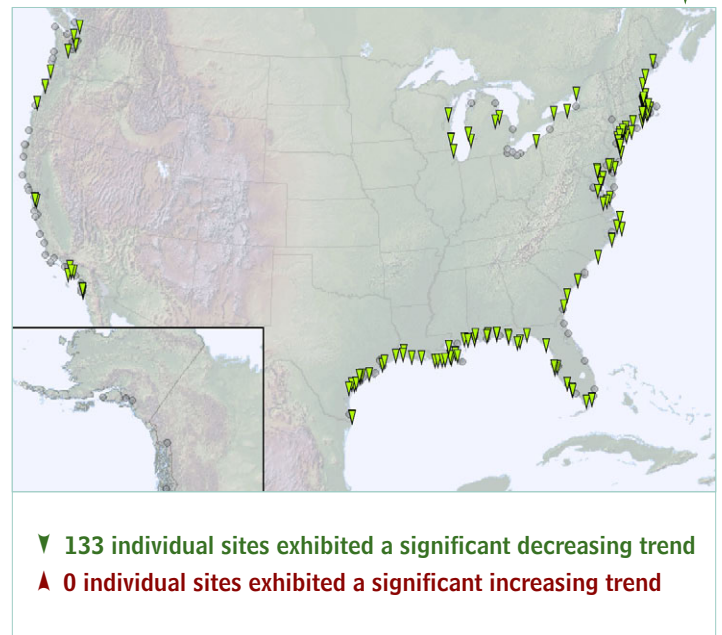 133 individual sites exhibited a significant decreasing trend
0 individual sites exhibited a significant increasing trend